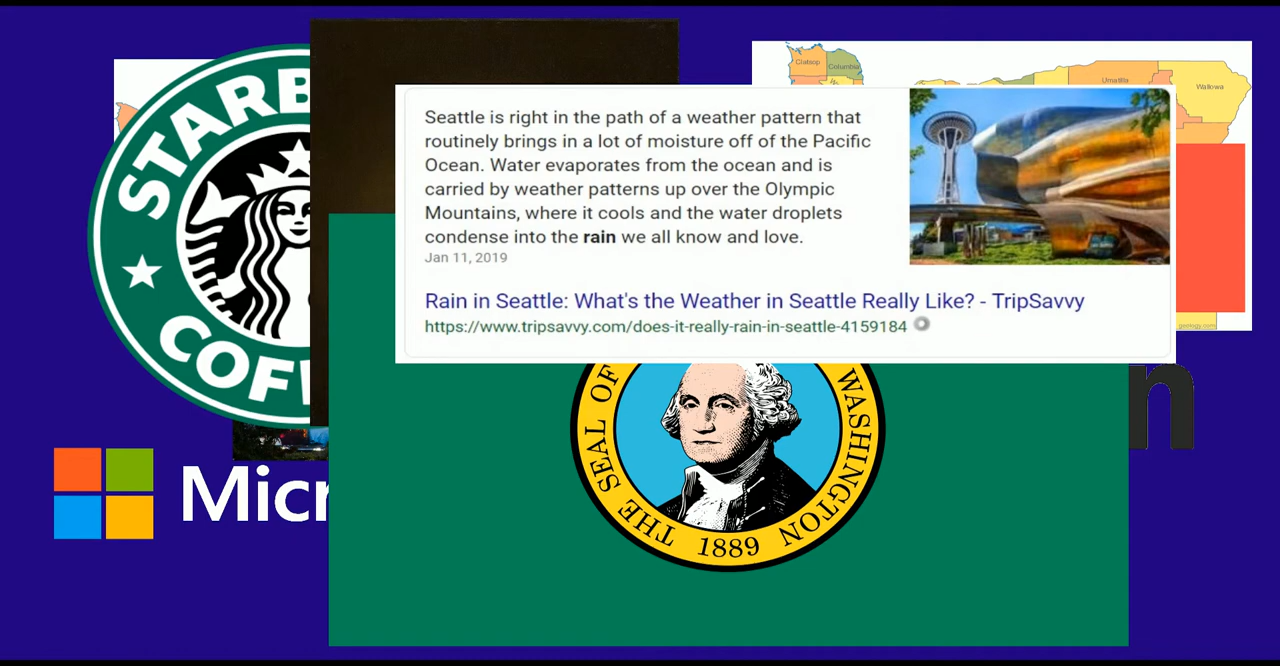 STARB
COF
Clatsop
Columbia
Umatilla
Wallowa
Seattle is right in the path of a weather pattern that
routinely brings in a lot of moisture off of the Pacific
Ocean. Water evaporates from the ocean and is
carried by weather patterns up over the Olympic
Mountains, where it cools and the water droplets
condense into the rain we all know and love.
Jan 11, 2019
Rain in Seattle: What's the Weather in Seattle Really Like? - TripSavvy
https://www.tripsavvy.com/does-it-really-rain-in-seattle-4159184
geology.com
n
Micr
THE SEAL OF
WASHINGTON
1889